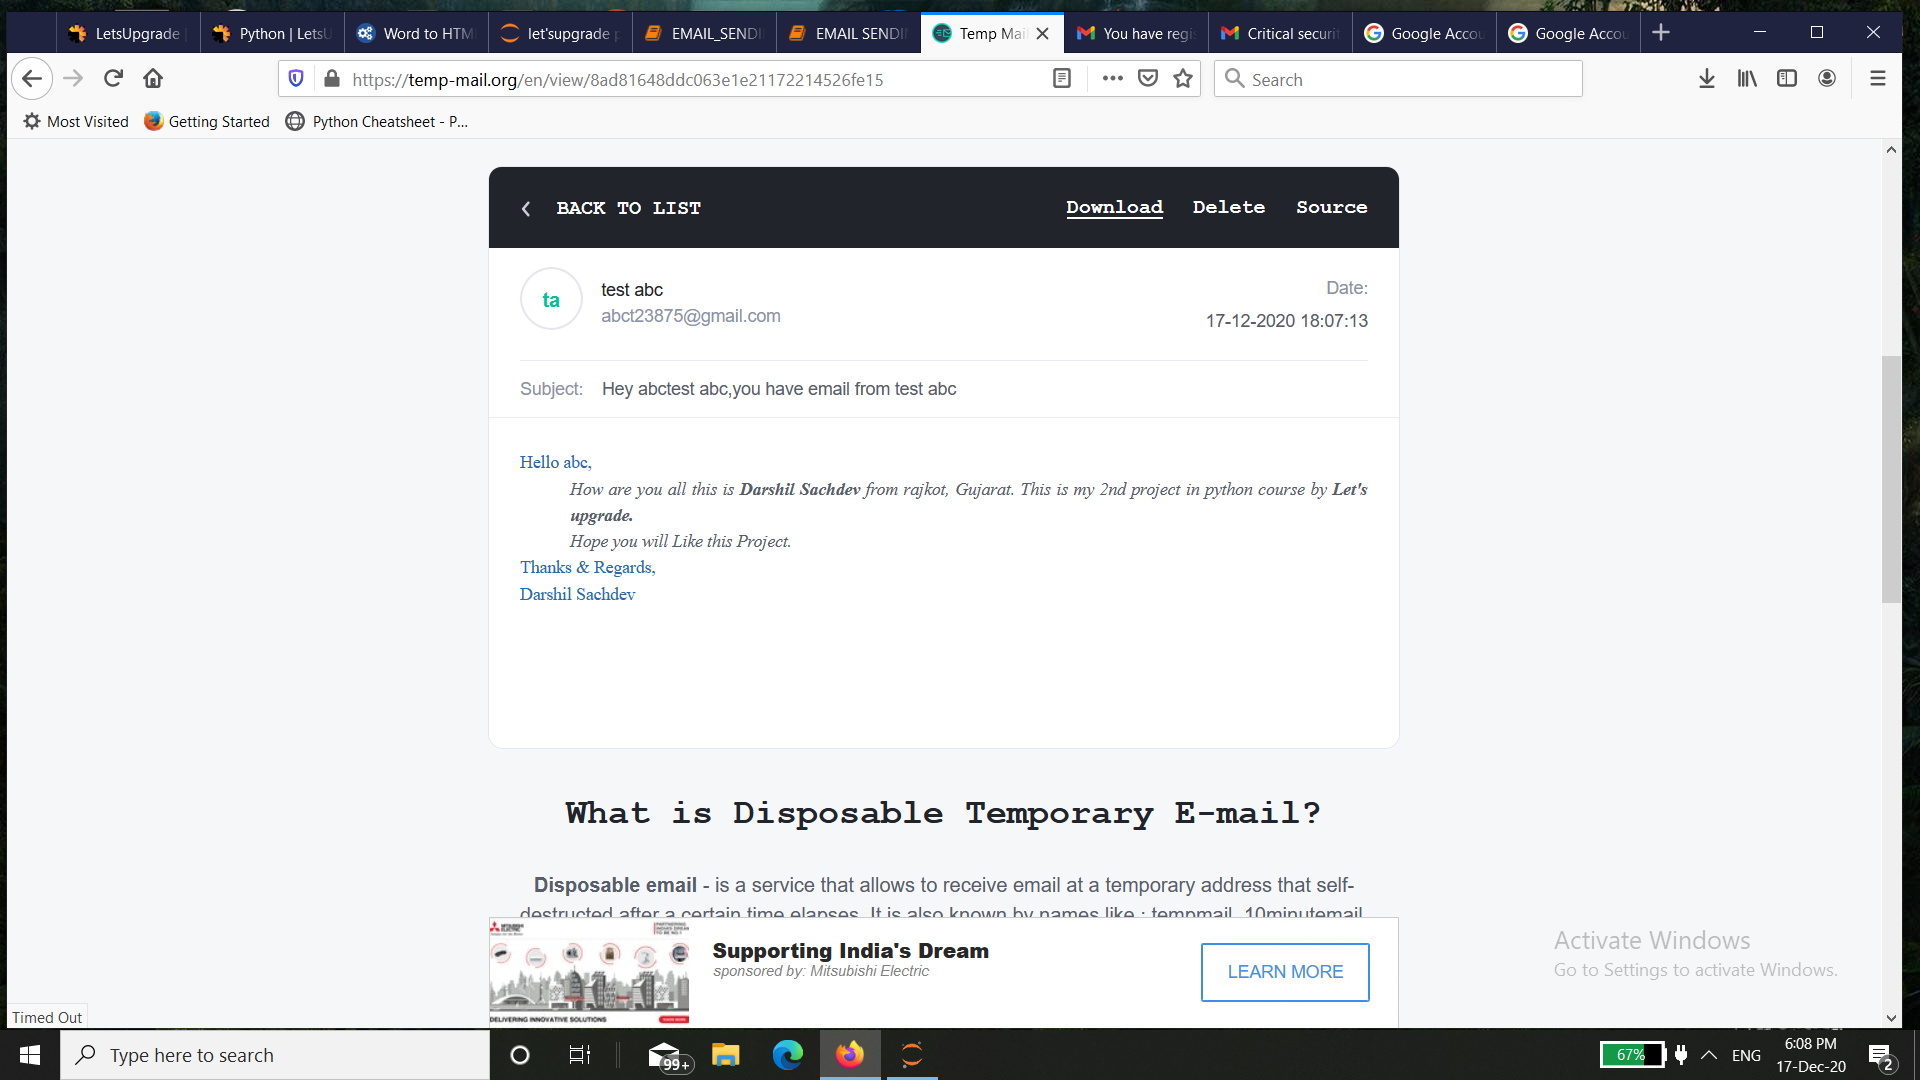 LetsUpgrade |
Python | LetsU
Word to HTM
let'supgrade p
EMAIL_SENDI
EMAIL SENDI
Temp Mai
You have regi
Critical securit
Google Accou
Google Accou
https://temp-mail.org/en/view/8ad81648ddc063e1e21172214526fe15
Search
Most Visited
Getting Started
Python Cheatsheet - P...
BACK TO LIST
Download
Delete
Source
ta
test abc
abct23875@gmail.com
Date:
17-12-2020 18:07:13
Subject: Hey abctest abc,you have email from test abc
Hello abc,
How are you all this is Darshil Sachdev from rajkot, Gujarat. This is my 2nd project in python course by Let's
upgrade.
Hope you will Like this Project.
Thanks & Regards,
Darshil Sachdev
What is Disposable Temporary E-mail?
Disposable email - is a service that allows to receive email at a temporary address that self-
destructed after a certain time elapses. It is also known by names like : tempmail, 10minutemail,
MITSUBISHI ELECTRIC
DELIVERING INNOVATIVE SOLUTIONS
Supporting India's Dream
sponsored by: Mitsubishi Electric
LEARN MORE
Activate Windows
Go to Settings to activate Windows.
Timed Out
Type here to search
99+
67%
ENG
6:08 PM
17-Dec-20
2